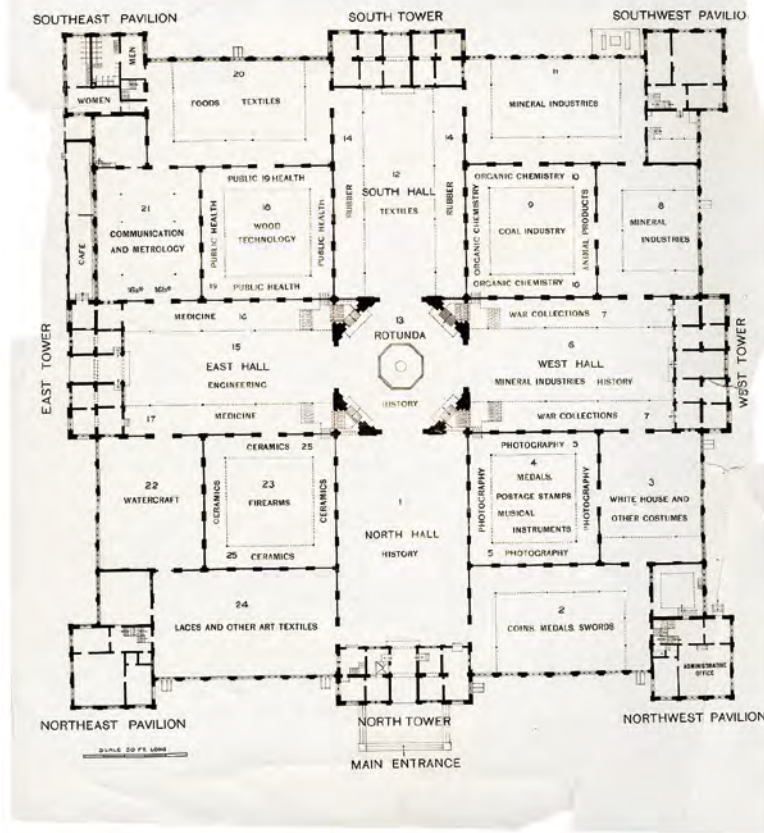 SOUTHEAST PAVILION
SOUTH TOWER
SOUTHWEST PAVILIO
MEN
WOMEN
20
FOODS TEXTILES
11
MINERAL INDUSTRIES
14
14
RUBBER
RUBBER
12
SOUTH HALL
TEXTILES
PUBLIC 19 HEALTH
PUBLIC HEALTH
18
WOOD
TECHNOLOGY
PUBLIC HEALTH
19 PUBLIC HEALTH
21
COMMUNICATION
AND METROLOGY
CAFE
ORGANIC CHEMISTRY 10
ORGANIC CHEMISTRY
9
COAL INDUSTRY
ANIMAL PRODUCTS
ORGANIC CHEMISTRY 10
8
MINERAL
INDUSTRIES
EAST TOWER
MEDICINE 16
15
EAST HALL
ENGINEERING
17 MEDICINE
13
ROTUNDA
HISTORY
WAR COLLECTIONS 7
6
WEST HALL
MINERAL INDUSTRIES HISTORY
WAR COLLECTIONS 7
WEST TOWER
22
WATERCRAFT
CERAMICS 25
CERAMICS
23
FIREARMS
CERAMICS
25 CERAMICS
1
NORTH HALL
HISTORY
PHOTOGRAPHY 5
PHOTOGRAPHY
4
MEDALS,
POSTAGE STAMPS
MUSICAL
INSTRUMENTS
PHOTOGRAPHY
5 PHOTOGRAPHY
3
WHITE HOUSE AND
OTHER COSTUMES
24
LACES AND OTHER ART TEXTILES
2
COINS, MEDALS, SWORDS
ADMINISTRATIVE
OFFICE
NORTHEAST PAVILION
NORTH TOWER
NORTHWEST PAVILION
SCALE 50 FT. LONG
MAIN ENTRANCE